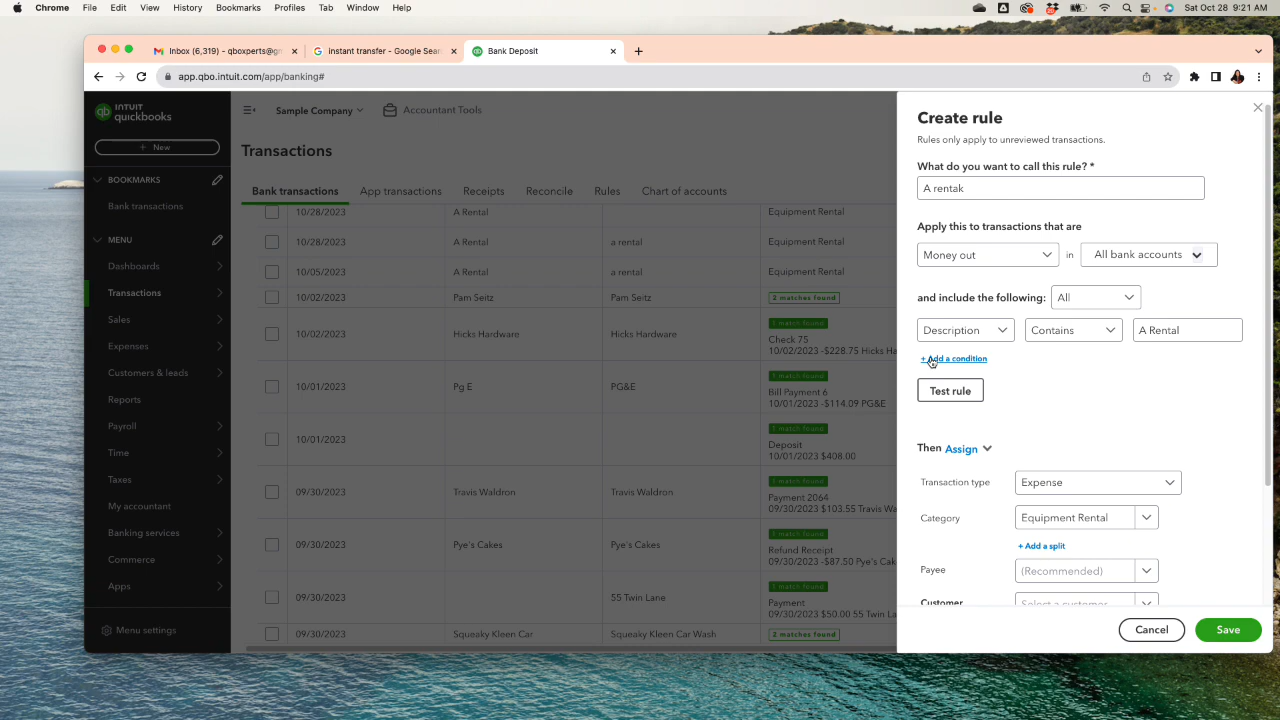 Chrome File Edit View History Bookmarks Profiles Tab Window Help Sat Oct 28 9:21 AM
Inbox (6,319) - qboxperts@gm
instant transfer - Google Sear
Bank Deposit
app.qbo.intuit.com/app/banking#
INTUIT
quickbooks
qb
+ New
BOOKMARKS
Bank transactions
MENU
Dashboards
Transactions
Sales
Expenses
Customers & leads
Reports
Payroll
Time
Taxes
My accountant
Banking services
Commerce
Apps
Menu settings
Sample Company
Accountant Tools
Transactions
Bank transactions App transactions Receipts Reconcile Rules Chart of accounts
10/28/2023 A Rental Equipment Rental
10/28/2023 A Rental a rental Equipment Rental
10/05/2023 A Rental a rental Equipment Rental
10/02/2023 Pam Seitz Pam Seitz 2 matches found
1 match found
10/02/2023 Hicks Hardware Hicks Hardware Check 75
10/02/2023 -$228.75 Hicks Ha
1 match found
10/01/2023 Pg E PG&E Bill Payment 6
10/01/2023 -$114.09 PG&E
1 match found
10/01/2023 Deposit
10/01/2023 $408.00
1 match found
09/30/2023 Travis Waldron Travis Waldron Payment 2064
09/30/2023 $103.55 Travis Wa
1 match found
09/30/2023 Pye's Cakes Pye's Cakes Refund Receipt
09/30/2023 -$87.50 Pye's Cak
1 match found
09/30/2023 55 Twin Lane Payment
09/30/2023 $50.00 55 Twin L
09/30/2023 Squeaky Kleen Car Squeaky Kleen Car Wash 2 matches found
Create rule
Rules only apply to unreviewed transactions.
What do you want to call this rule? *
A rentak
Apply this to transactions that are
Money out in All bank accounts
and include the following: All
Description Contains A Rental
+ Add a condition
Test rule
Then Assign
Transaction type Expense
Category Equipment Rental
+ Add a split
Payee (Recommended)
Customer Select a customer
Cancel Save